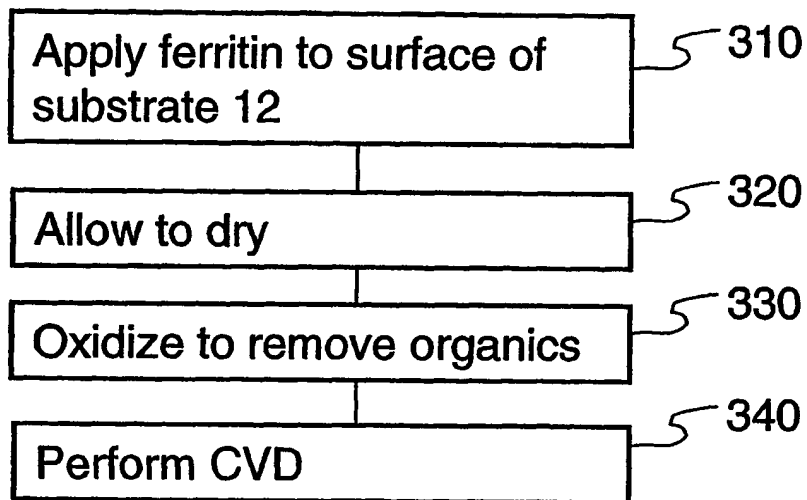 Apply ferritin to surface of
substrate 12
310
Allow to dry
320
Oxidize to remove organics
330
Perform CVD
340